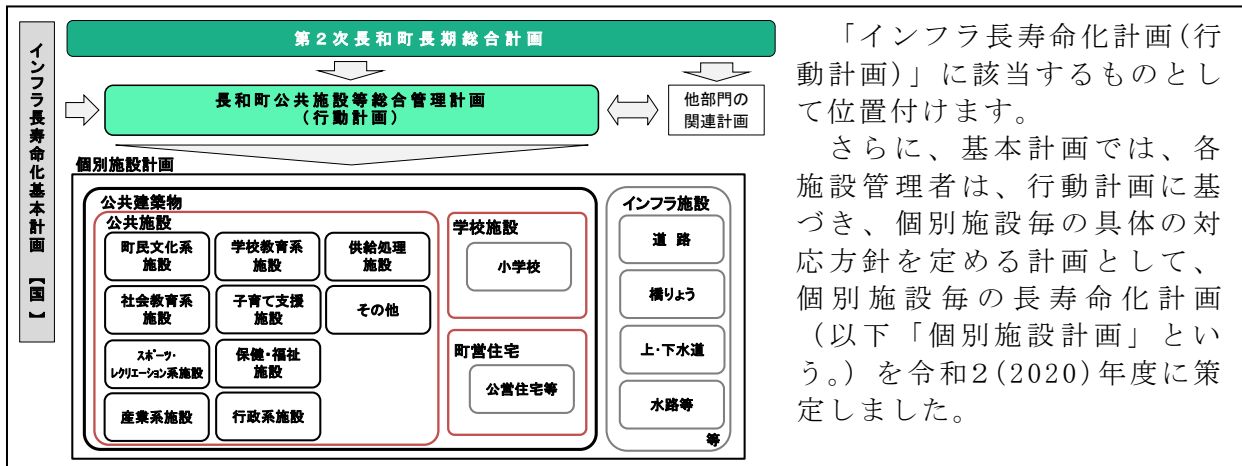 インフラ長寿命化基本計画【国】
第2次長和町長期総合計画
長和町公共施設等総合管理計画
(行動計画)
他部門の
関連計画
個別施設計画
公共建築物
公共施設
町民文化系
施設
学校教育系
施設
供給処理
施設
社会教育系
施設
子育て支援
施設
その他
スポーツ・
レクリエーション系施設
保健・福祉
施設
産業系施設
行政系施設
学校施設
小学校
町営住宅
公営住宅等
インフラ施設
道路
橋りょう
上・下水道
水路等
等
「インフラ長寿命化計画(行
動計画)」に該当するものとし
て位置付けます。
さらに、基本計画では、各
施設管理者は、行動計画に基
づき、個別施設毎の具体の対
応方針を定める計画として、
個別施設毎の長寿命化計画
(以下「個別施設計画」とい
う。)を令和2(2020)年度に策
定しました。